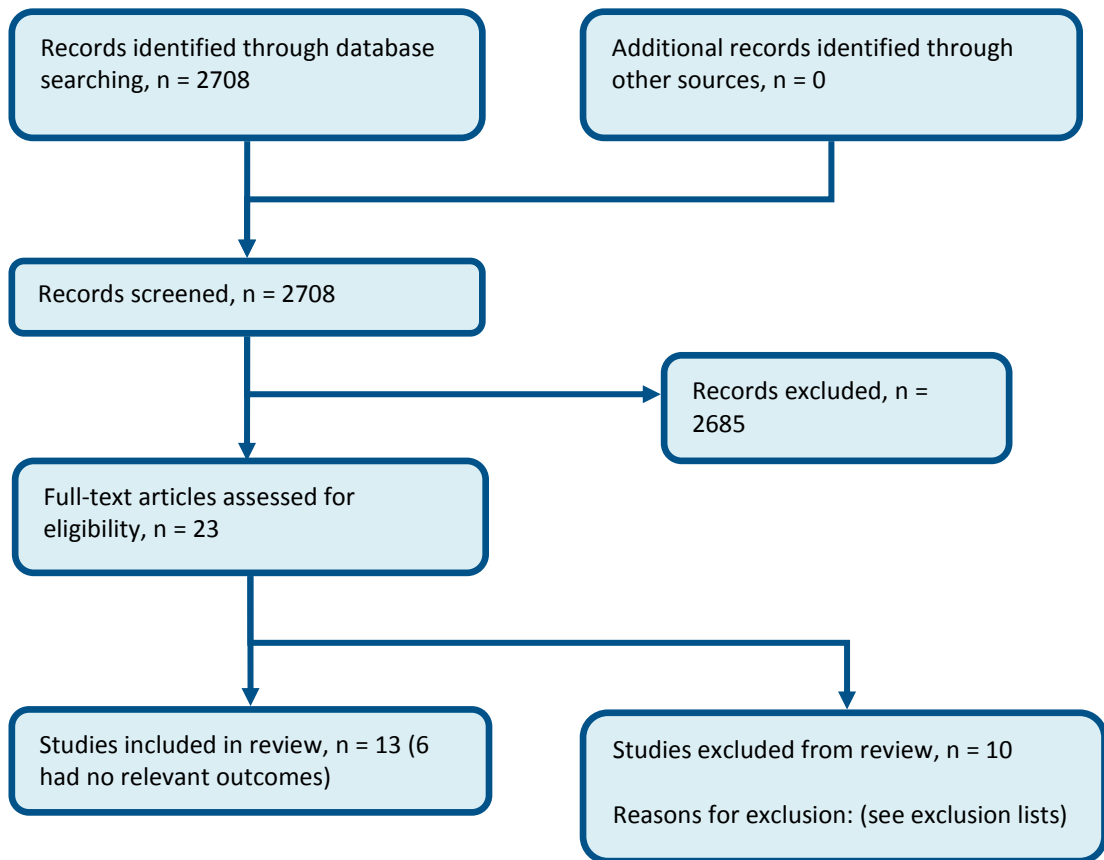 Records identified through database
searching, n = 2708
Additional records identified through
other sources, n = 0
Records screened, n = 2708
Records excluded, n =
2685
Full-text articles assessed for
eligibility, n = 23
Studies included in review, n = 13 (6
had no relevant outcomes)
Studies excluded from review, n = 10
Reasons for exclusion: (see exclusion lists)